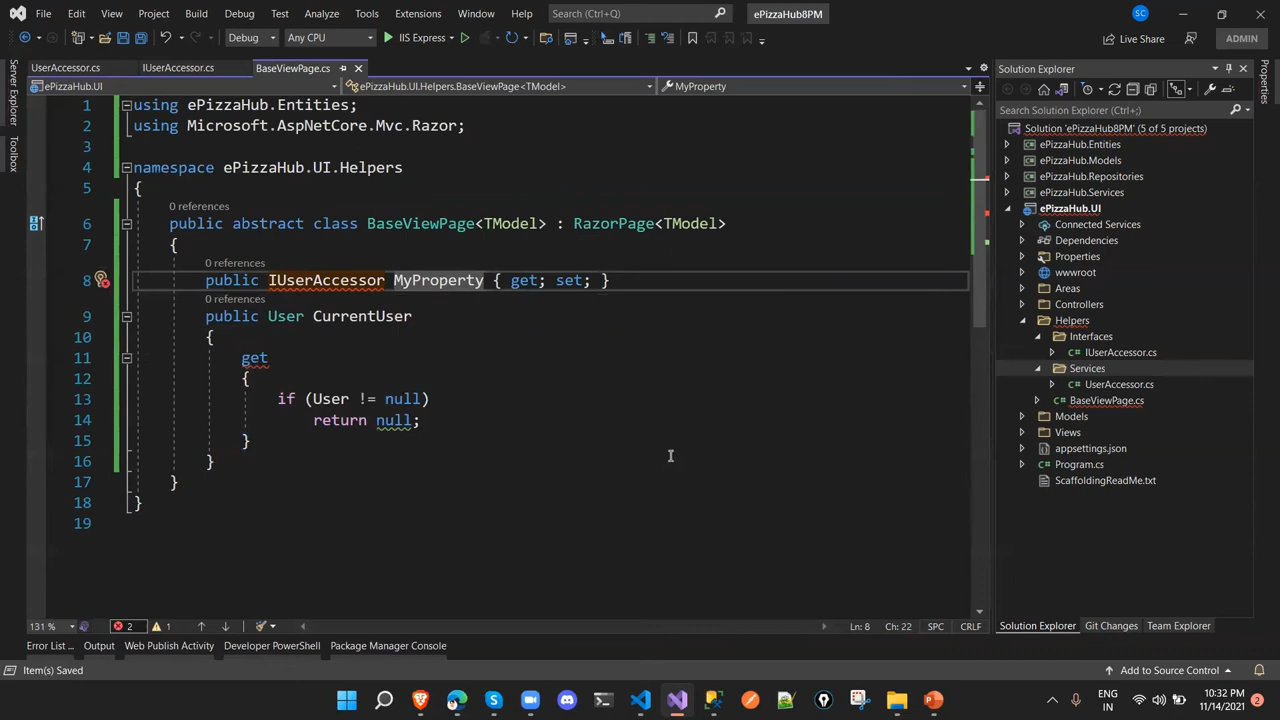 File Edit View Project Build Debug Test Analyze Tools Extensions Window Help Search (Ctrl+Q) ePizzaHub8PM SC
Debug Any CPU IIS Express Live Share ADMIN
UserAccessor.cs IUserAccessor.cs BaseViewPage.cs
ePizzaHub.UI ePizzaHub.UI.Helpers.BaseViewPage<TModel> MyProperty
Server Explorer
Toolbox
1 using ePizzaHub.Entities;
2 using Microsoft.AspNetCore.Mvc.Razor;
3
4 namespace ePizzaHub.UI.Helpers
5 {
0 references
6 public abstract class BaseViewPage<TModel> : RazorPage<TModel>
7 {
0 references
8 public IUserAccessor MyProperty { get; set; }
0 references
9 public User CurrentUser
10 {
11 get
12 {
13 if (User != null)
14 return null;
15 }
16 }
17 }
18 }
19
131 % 2 1 Ln: 8 Ch: 22 SPC CRLF
Solution Explorer
Search Solution Explorer (Ctrl+;)
Solution 'ePizzaHub8PM' (5 of 5 projects)
ePizzaHub.Entities
ePizzaHub.Models
ePizzaHub.Repositories
ePizzaHub.Services
ePizzaHub.UI
Connected Services
Dependencies
Properties
wwwroot
Areas
Controllers
Helpers
Interfaces
IUserAccessor.cs
Services
UserAccessor.cs
BaseViewPage.cs
Models
Views
appsettings.json
Program.cs
ScaffoldingReadMe.txt
Solution Explorer Git Changes Team Explorer
Properties
Error List ... Output Web Publish Activity Developer PowerShell Package Manager Console
Item(s) Saved Add to Source Control
ENG
IN
10:32 PM
11/14/2021
2